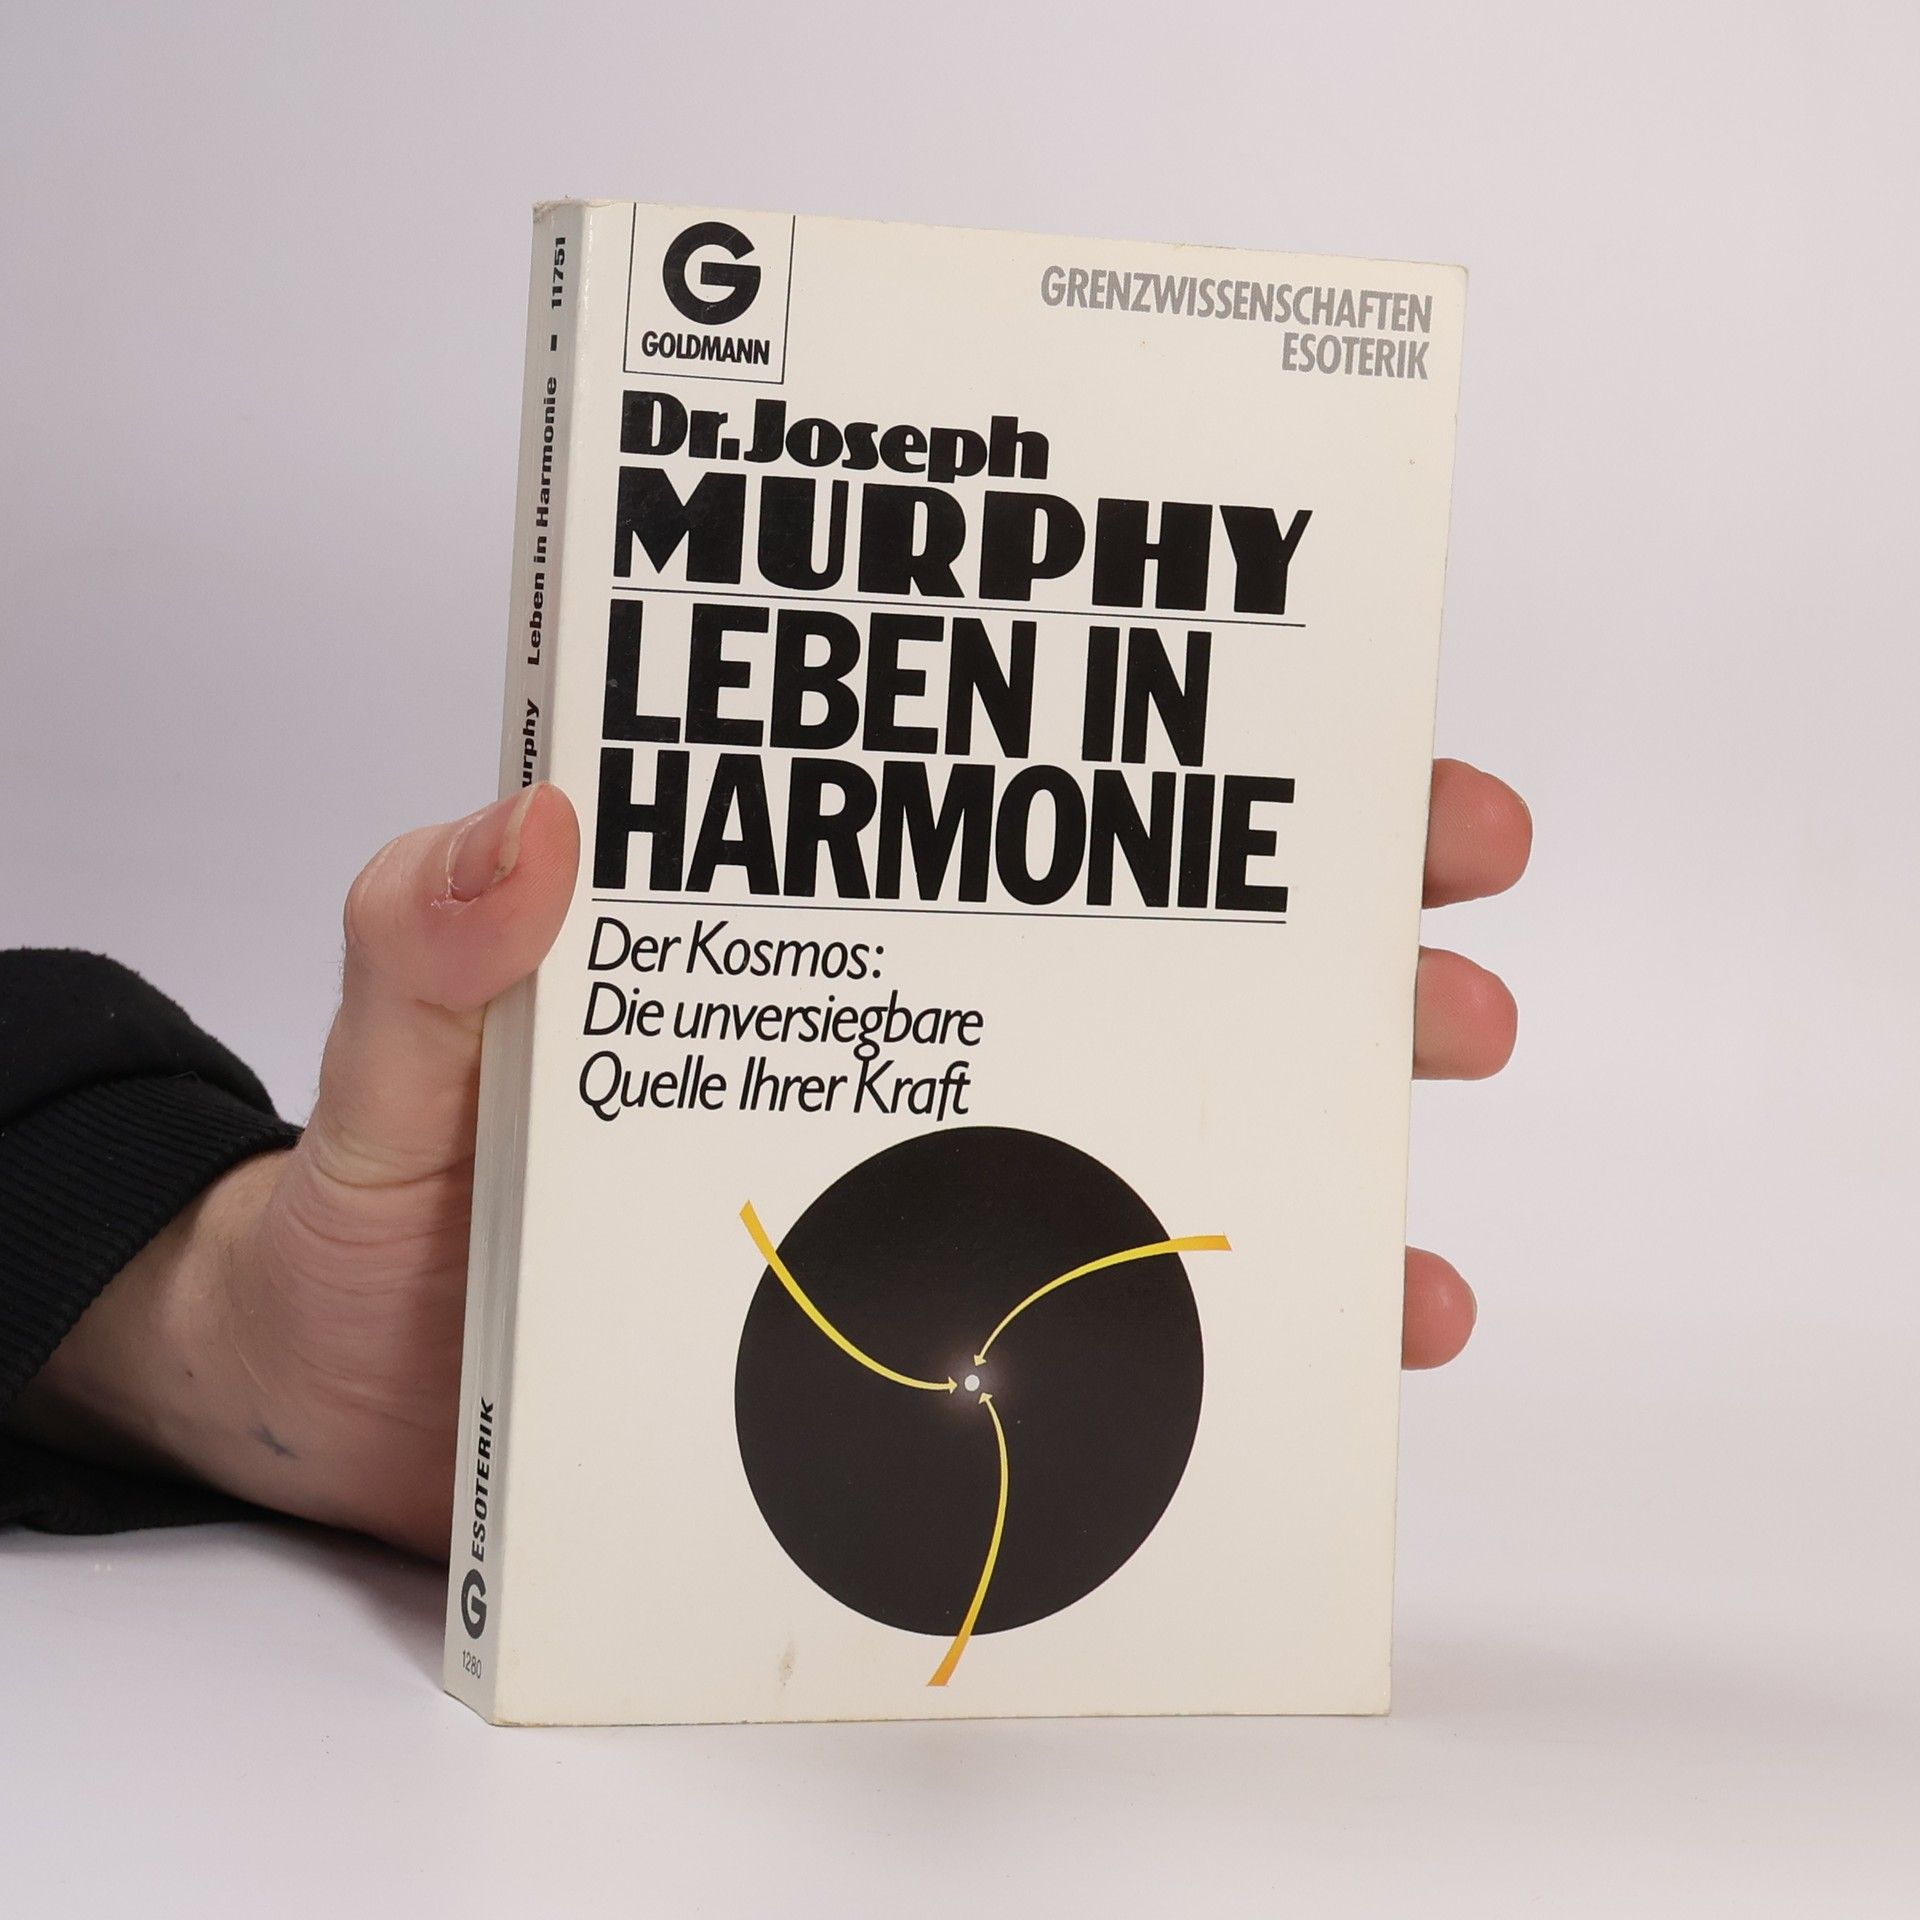 G
GOLDMANN
GRENZWISSENSCHAFTEN
ESOTERIK
Dr. Joseph
MURPHY
LEBEN IN
HARMONIE
Der Kosmos:
Die unversiegbare
Quelle Ihrer Kraft
Leben in Harmonie
11751
G ESOTERIK
1280